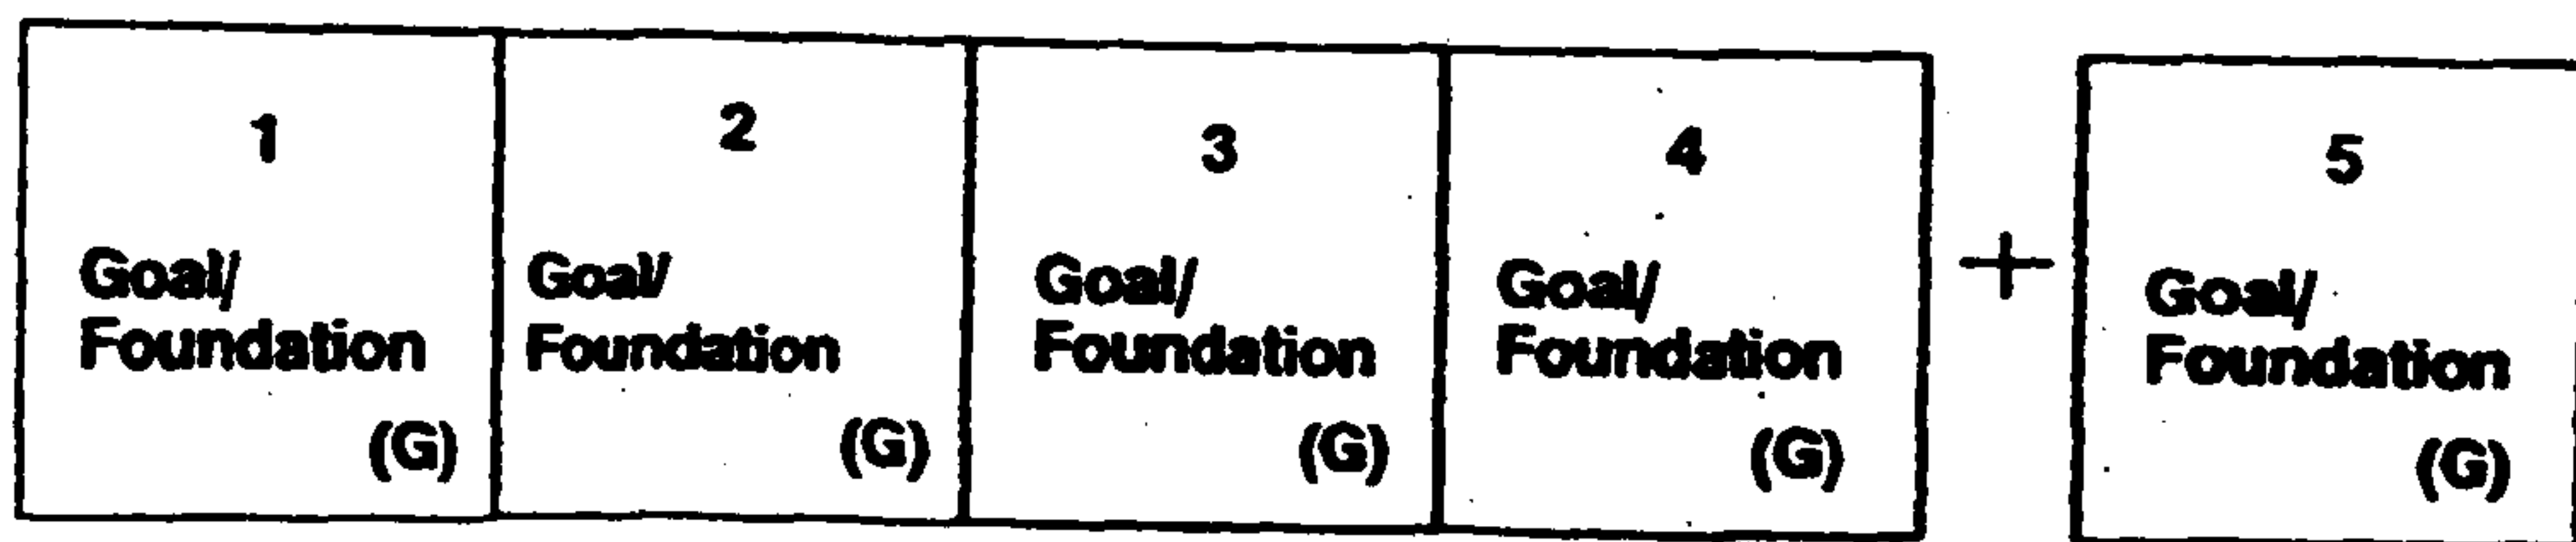 1 2 3 4 5
Goal/ Goal/ Goal/ Goal/ + Goal/
Foundation Foundation Foundation Foundation Foundation
(G) (G) (G) (G) (G)